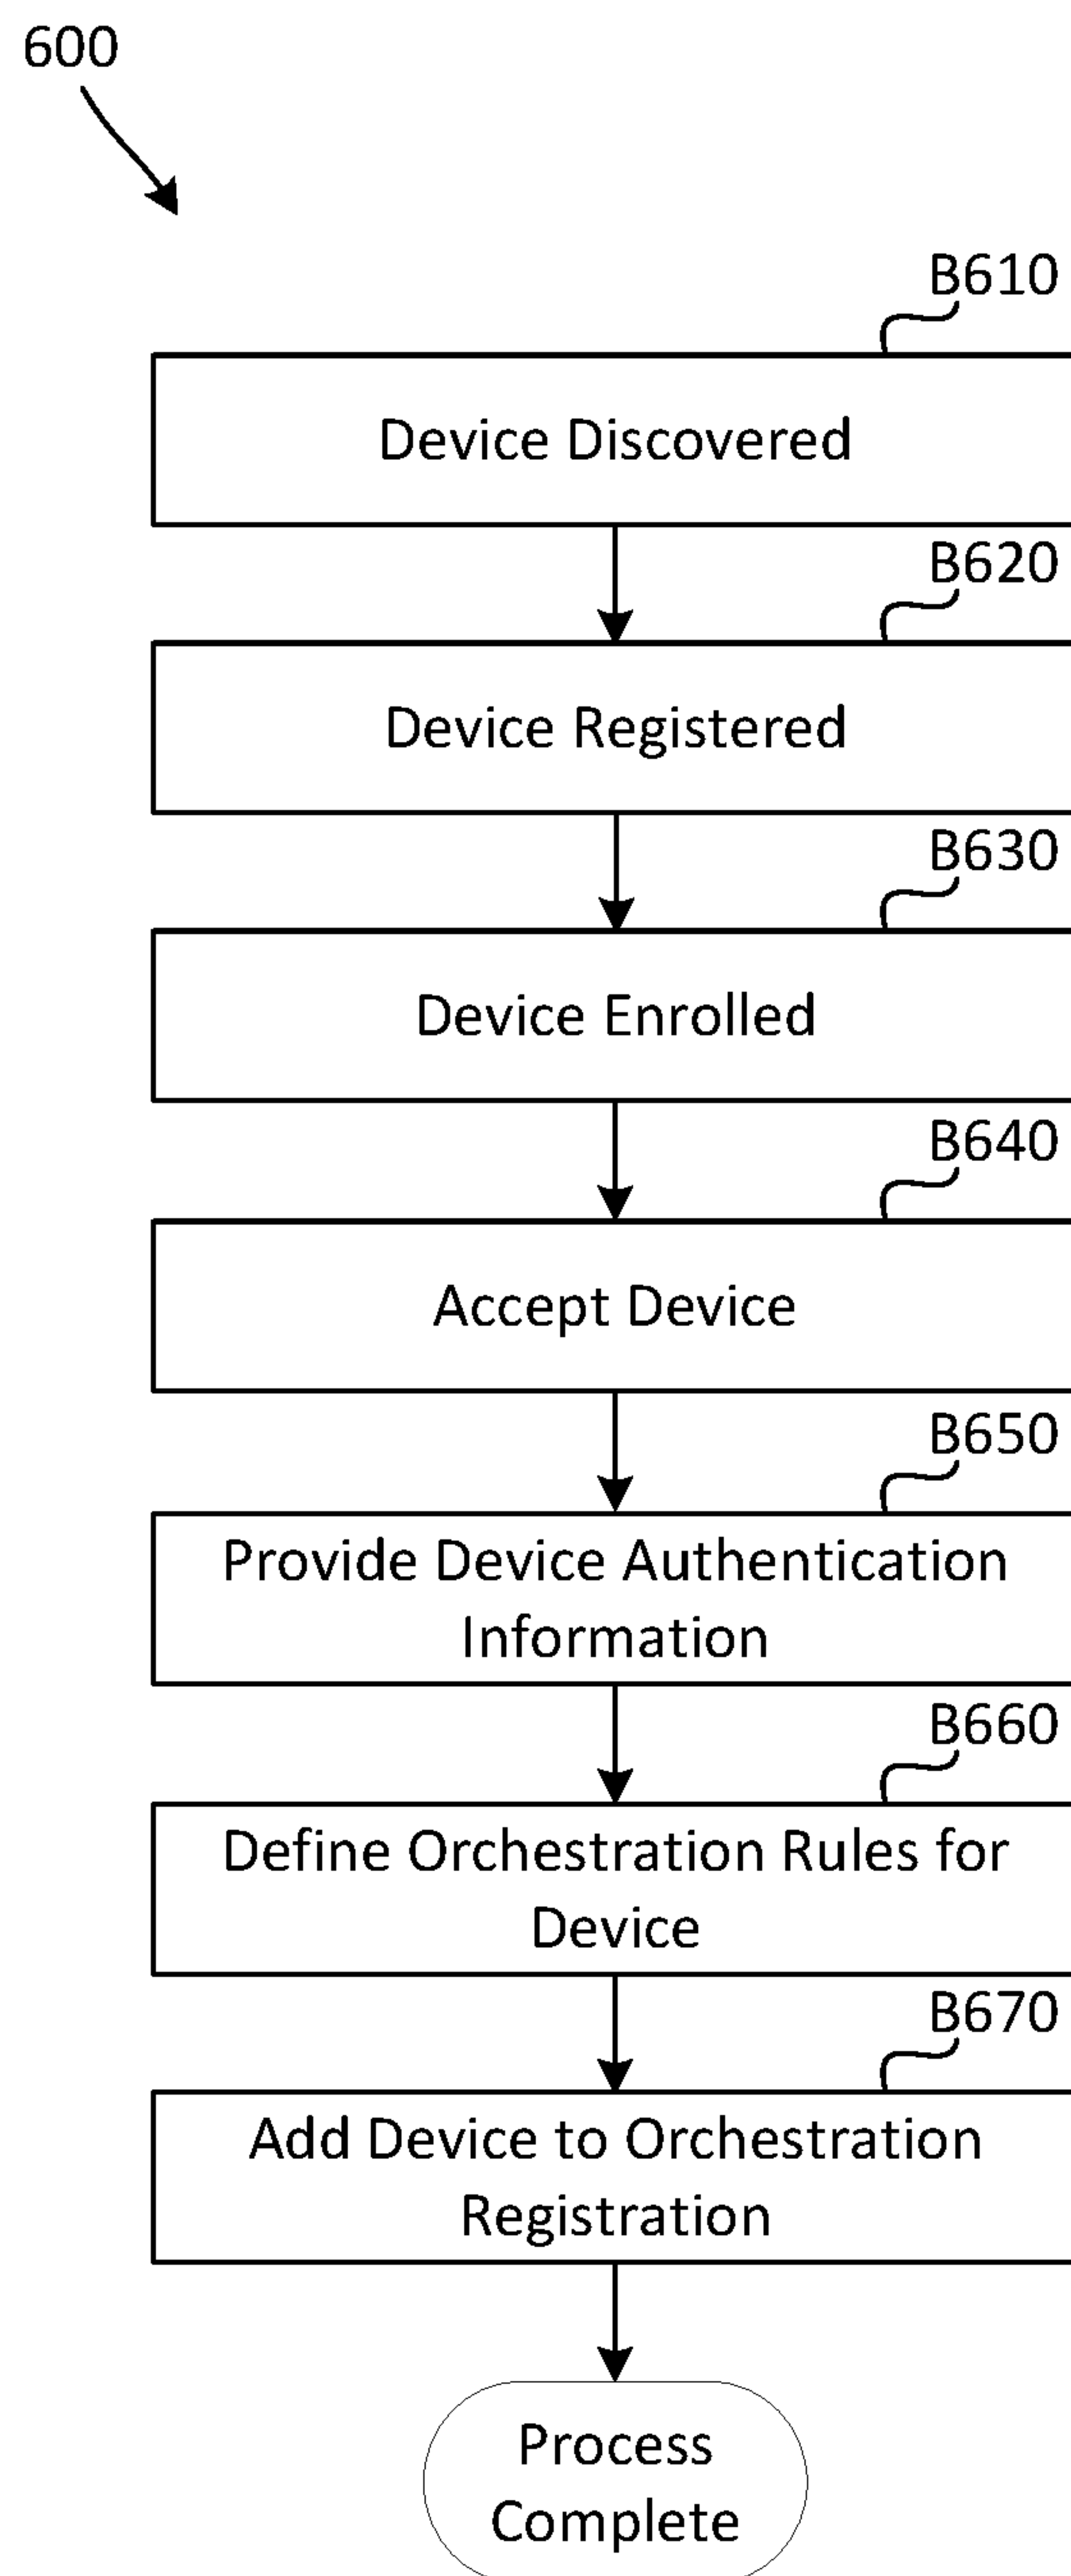 600
B610
Device Discovered
B620
Device Registered
B630
Device Enrolled
B640
Accept Device
B650
Provide Device Authentication
Information
B660
Define Orchestration Rules for
Device
B670
Add Device to Orchestration
Registration
Process
Complete